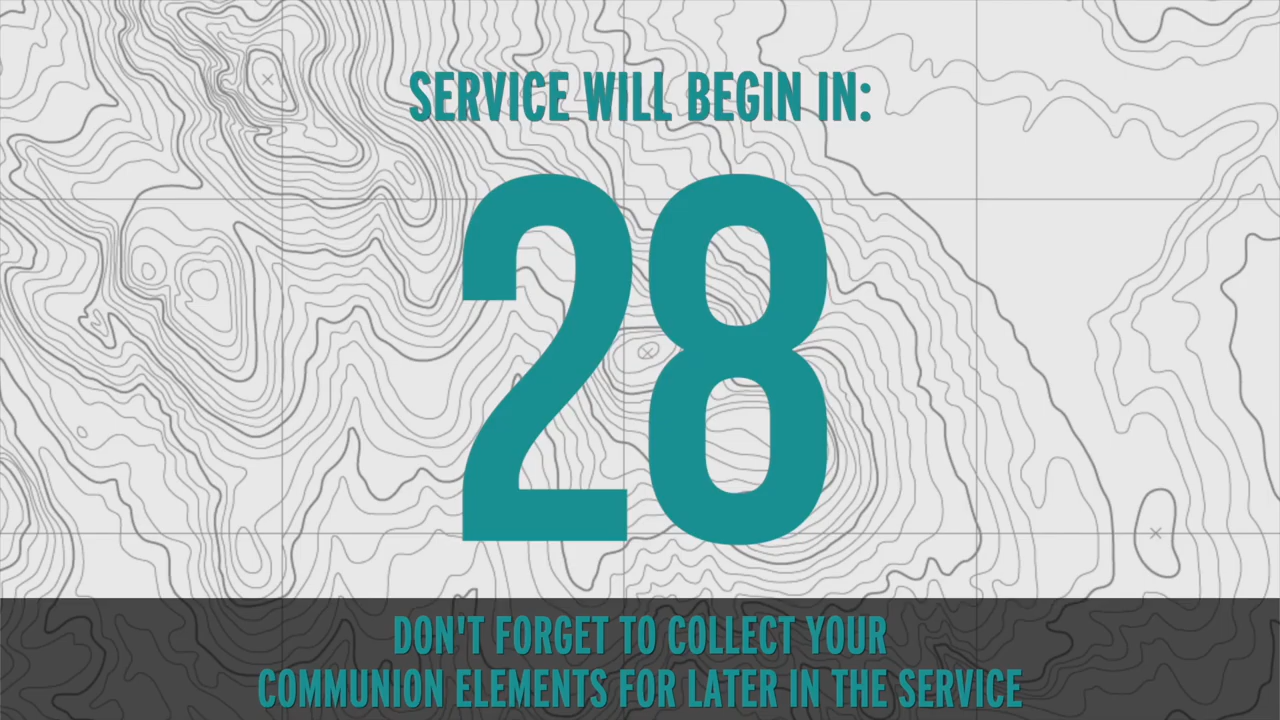 SERVICE WILL BEGIN IN:
28
DON'T FORGET TO COLLECT YOUR
COMMUNION ELEMENTS FOR LATER IN THE SERVICE